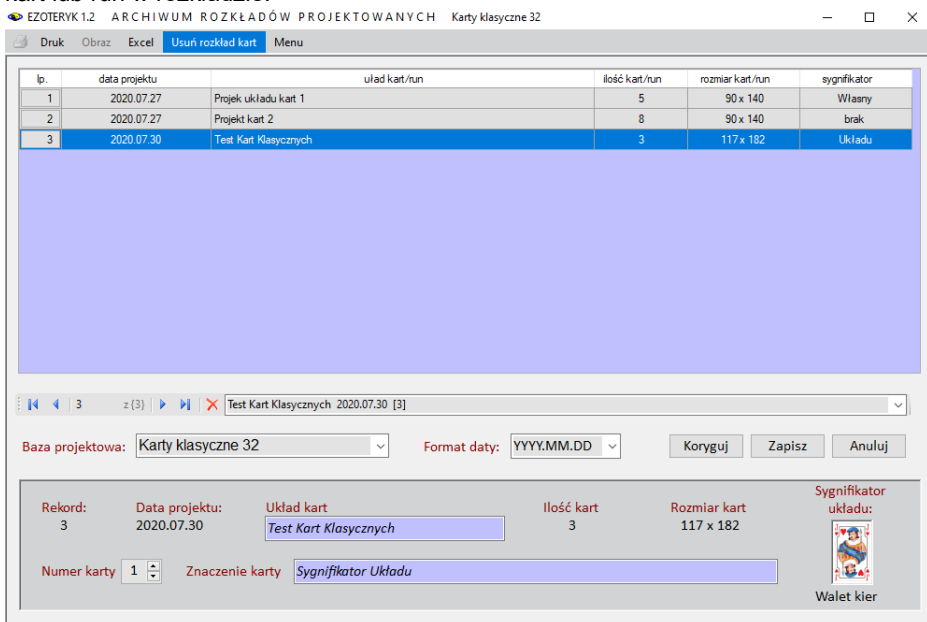 EZOTERYK 1.2 ARCHIWUM ROZKŁADÓW PROJEKTOWANYCH Karty klasyczne 32
Druk Obraz Excel Usuń rozkład kart Menu
lp. data projektu uład kart/run ilość kart/run rozmiar kart/run sygnifikator
1 2020.07.27 Projek układu kart 1 5 90 x 140 Własny
2 2020.07.27 Projekt kart 2 8 90 x 140 brak
3 2020.07.30 Test Kart Klasycznych 3 117 x 182 Układu
3 z {3} Test Kart Klasycznych 2020.07.30 [3]
Baza projektowa: Karty klasyczne 32 Format daty: YYYY.MM.DD Koryguj Zapisz Anuluj
Rekord: Data projektu: Układ kart Ilość kart Rozmiar kart Sygnifikator układu:
3 2020.07.30 Test Kart Klasycznych 3 117 x 182
Numer karty 1 Znaczenie karty Sygnifikator Układu
Walet kier